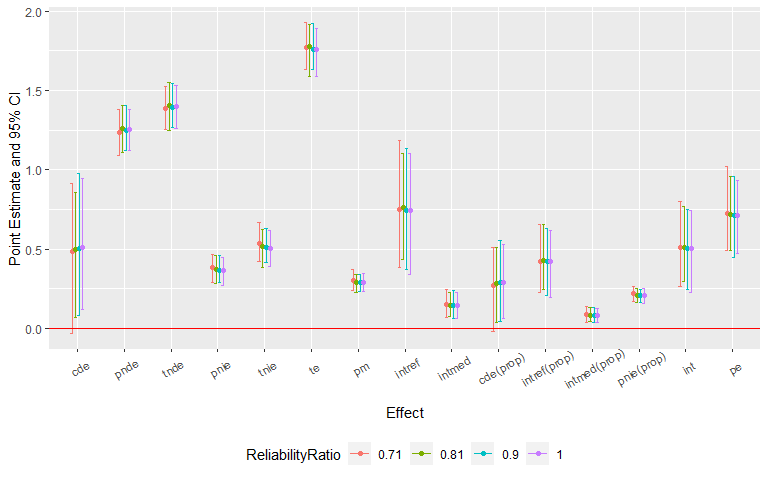 2.0
1.5
1.0
0.5
0.0
Point Estimate and 95% CI
cde
pnde
tnde
pnie
tnie
te
pm
intref
intmed
cde(prop)
intref(prop)
intmed(prop)
pnie(prop)
int
pe
Effect
ReliabilityRatio 0.71 0.81 0.9 1